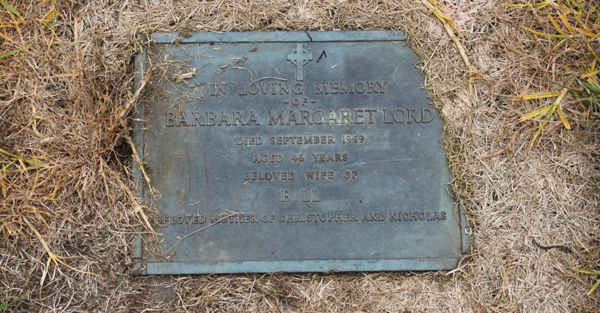 IN LOVING MEMORY
-OF-
BARBARA MARGARET LORD
DIED SEPTEMBER 1969
AGED 46 YEARS
BELOVED WIFE OF
BILL
BELOVED MOTHER OF CHRISTOPHER AND NICHOLAS